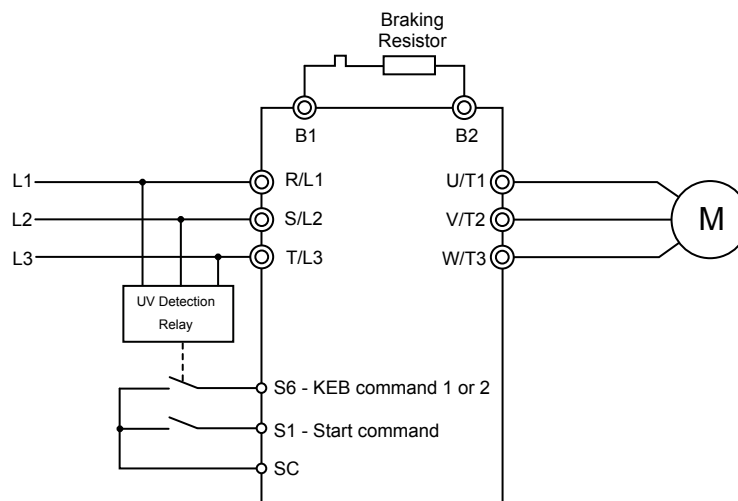 Braking
Resistor
B1
B2
L1
R/L1
U/T1
L2
S/L2
V/T2
M
L3
T/L3
W/T3
UV Detection
Relay
S6 - KEB command 1 or 2
S1 - Start command
SC